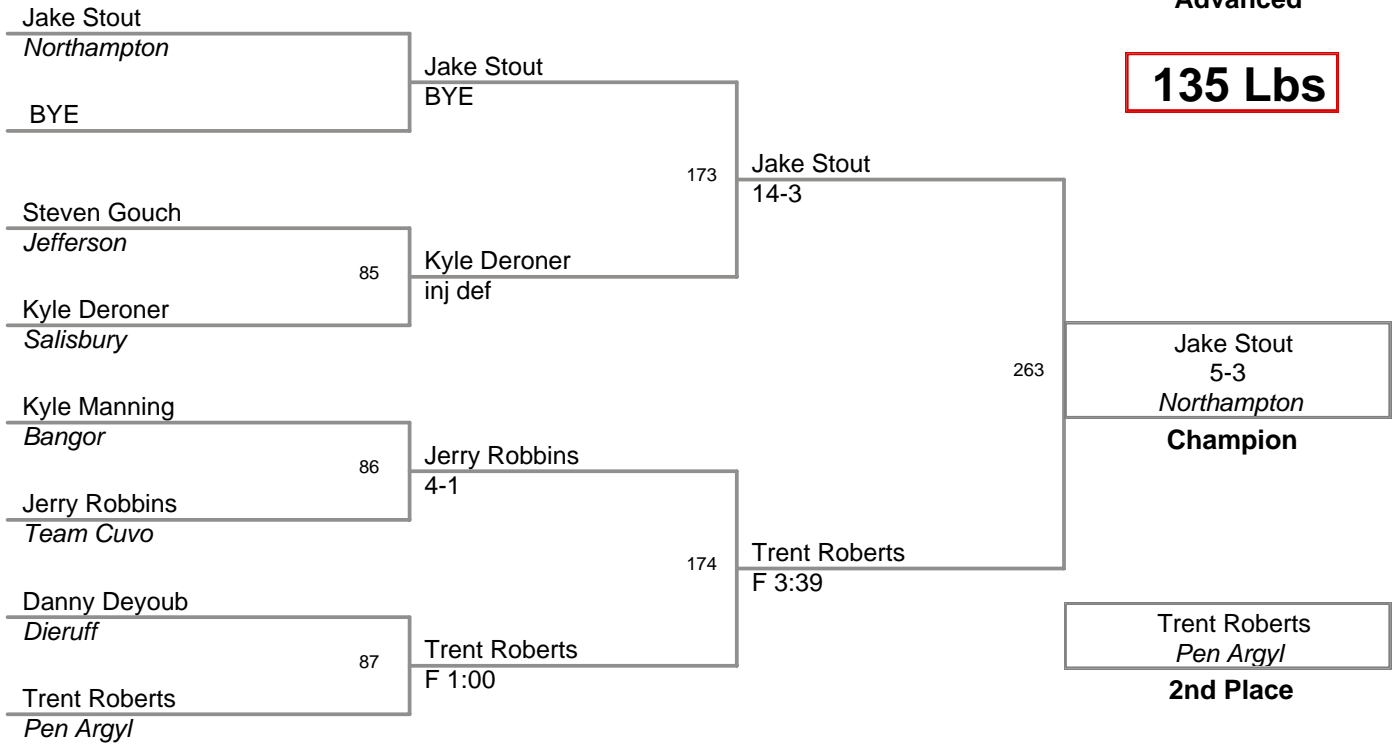 Advanced
135 Lbs
Jake Stout
Northampton
BYE
Steven Gouch
Jefferson
85
Kyle Deroner
Salisbury
Kyle Manning
Bangor
86
Jerry Robbins
Team Cuvo
Danny Deyoub
Dieruff
87
Trent Roberts
Pen Argyl
Jake Stout
BYE
173
Kyle Deroner
inj def
Jerry Robbins
4-1
174
Trent Roberts
F 1:00
Jake Stout
14-3
263
Trent Roberts
F 3:39
Jake Stout
5-3
Northampton
Champion
Trent Roberts
Pen Argyl
2nd Place